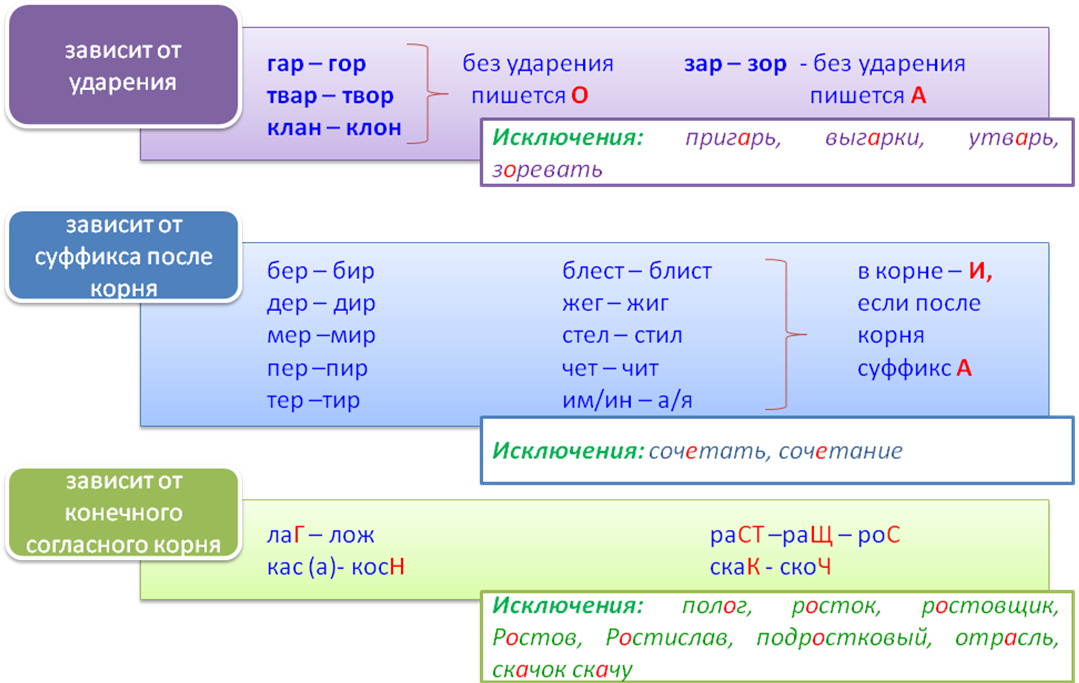 зависит от
ударения
гар – гор
твар – твор
клан – клон
без ударения
пишется О
зар – зор - без ударения
пишется А
Исключения: пригарь, выгарки, утварь,
зоревать
зависит от
суффикса после
корня
бер – бир
дер – дир
мер –мир
пер –пир
тер –тир
блест – блист
жег – жиг
стел – стил
чет – чит
им/ин – а/я
в корне – И,
если после
корня
суффикс А
Исключения: сочетать, сочетание
зависит от
конечного
согласного корня
лаГ – лож
кас (а)- косН
раСТ –раЩ – роС
скаК - скоЧ
Исключения: полог, росток, ростовщик,
Ростов, Ростислав, подростковый, отрасль,
скачок скачу